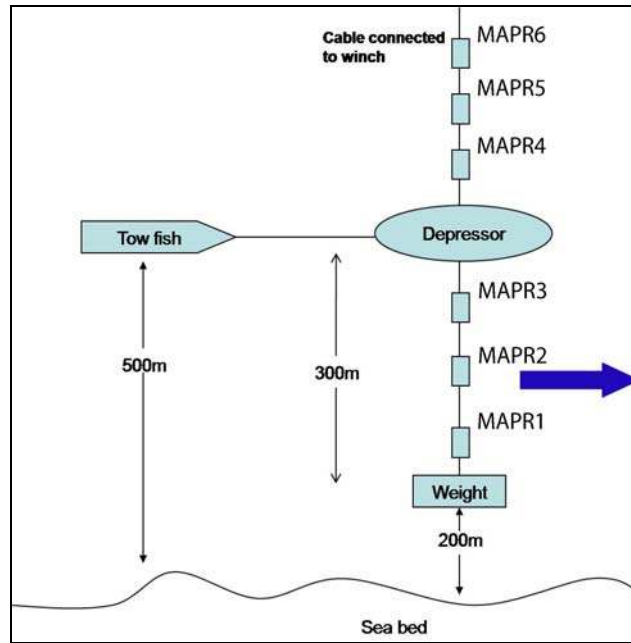 Cable connected
to winch
MAPR6
MAPR5
MAPR4
Tow fish
Depressor
MAPR3
500m
300m
MAPR2
MAPR1
Weight
200m
Sea bed